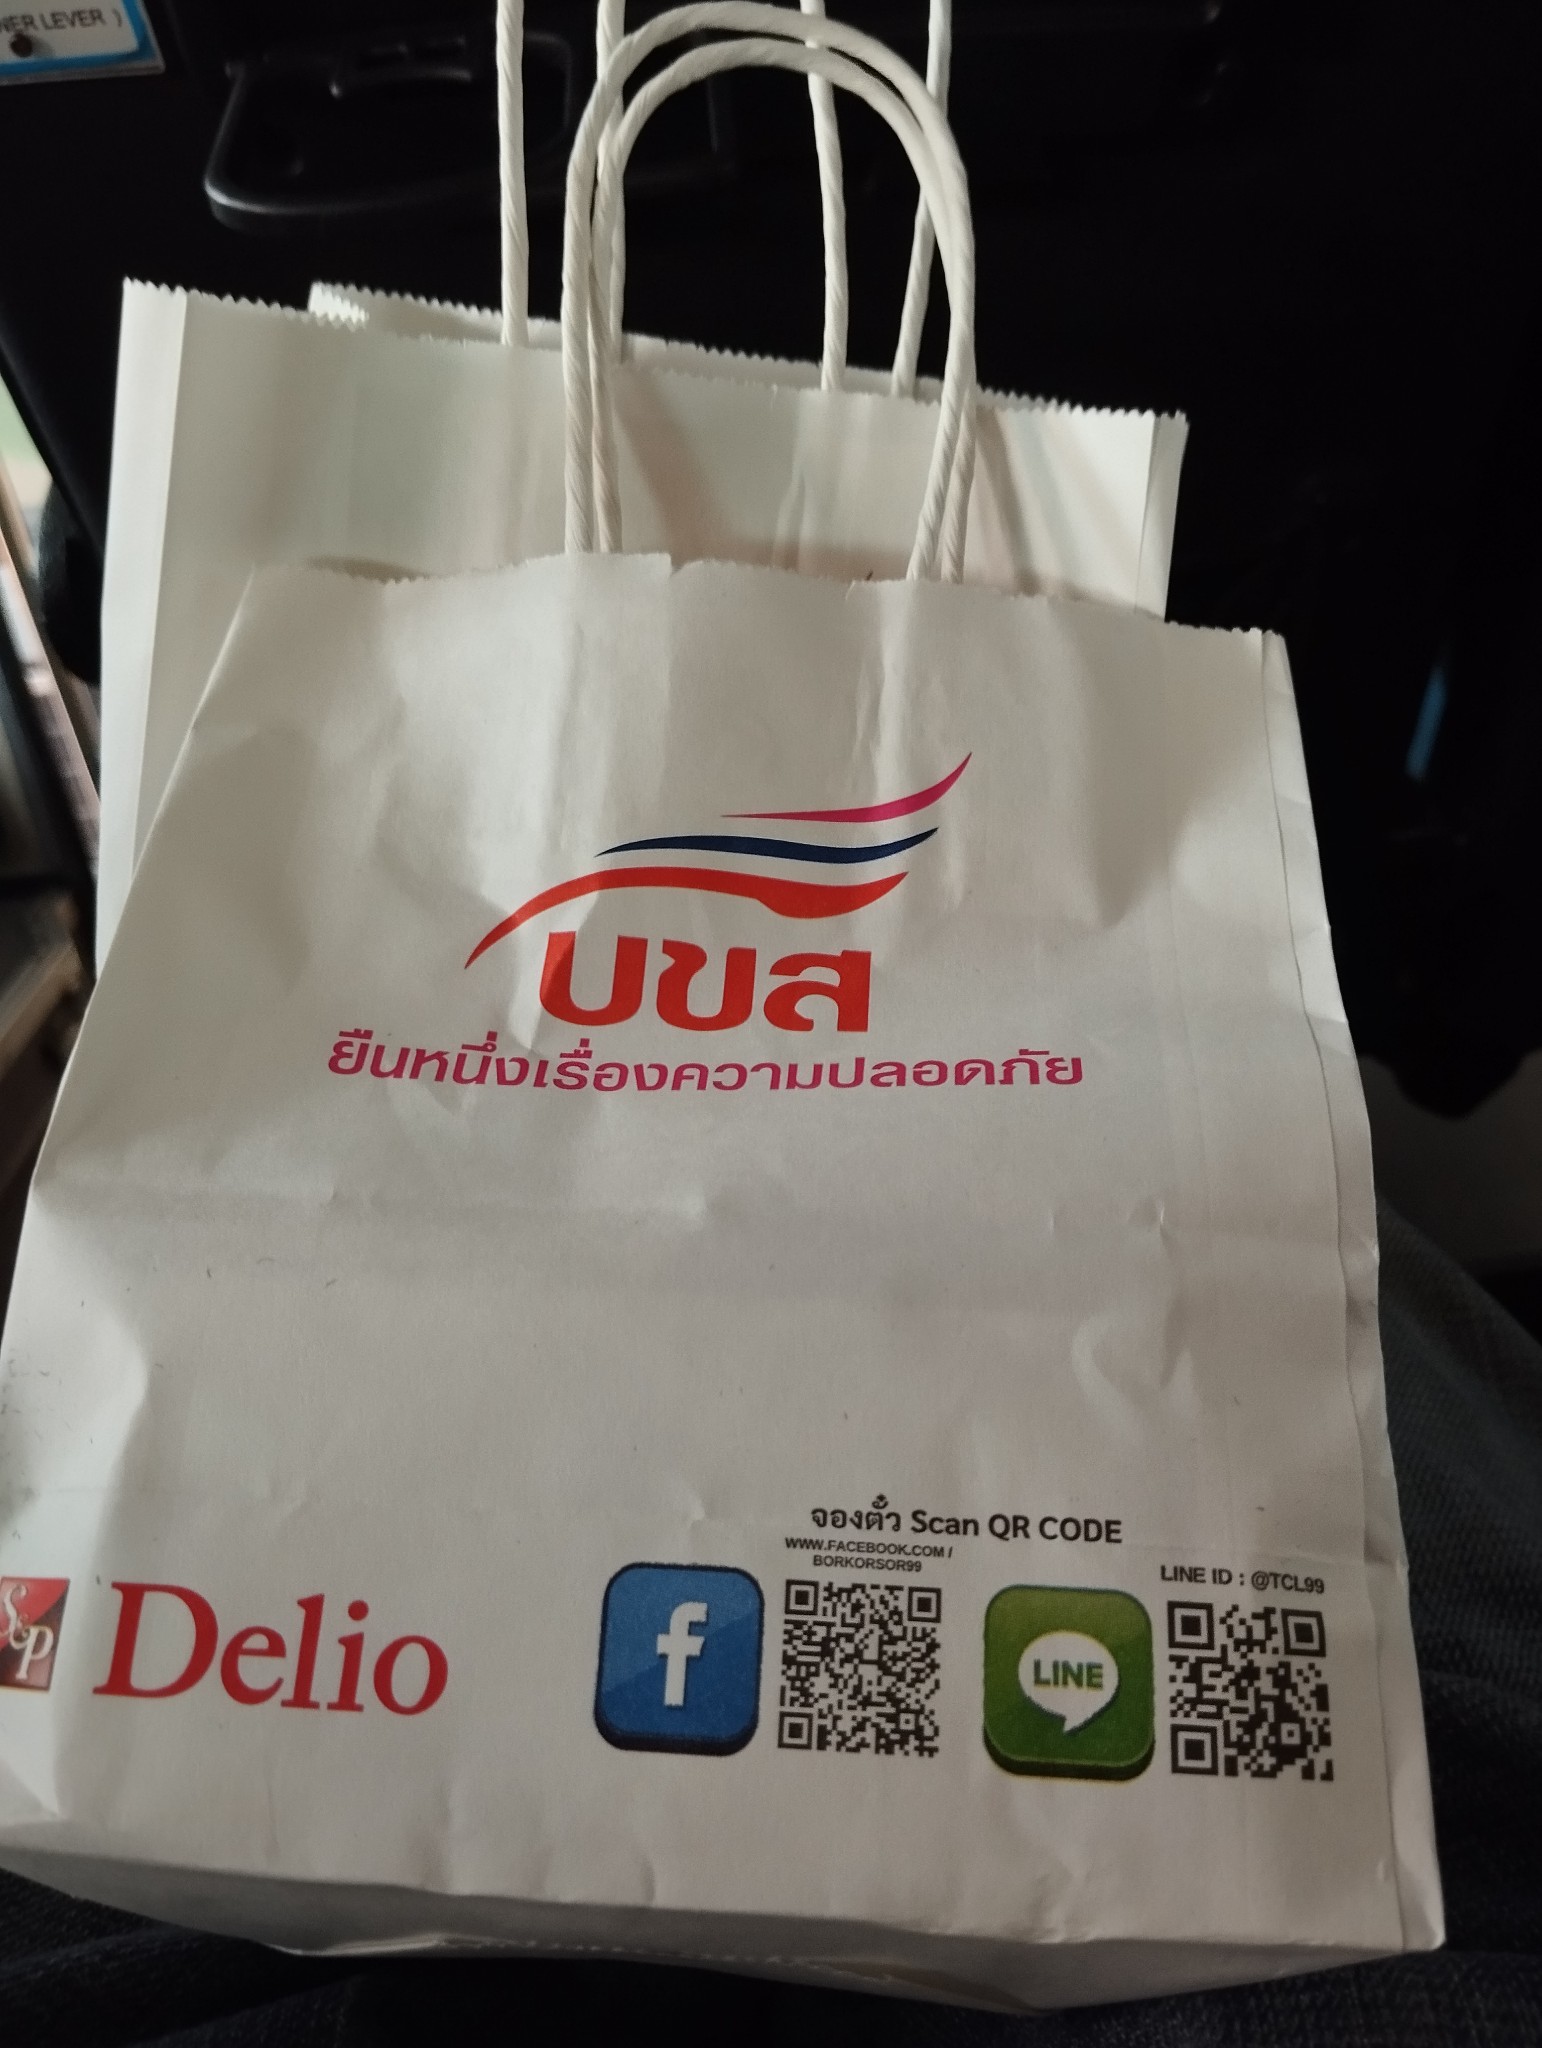 WER LEVER )
บขส
ยืนหนึ่งเรื่องความปลอดภัย
จองตั๋ว Scan QR CODE
WWW.FACEBOOK.COM /
BORKORSOR99
LINE ID : @TCL99
S&P Delio
f
LINE